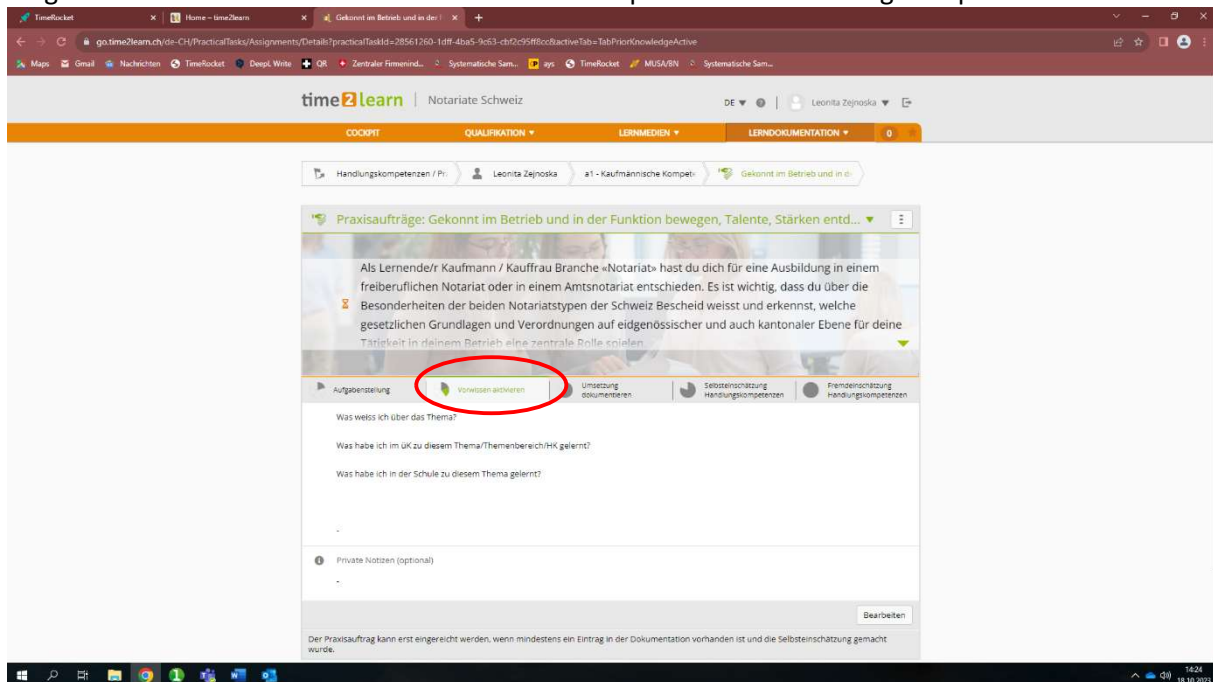 TimeRocket
Home – time2learn
Gekonnt im Betrieb und in der
go.time2learn.ch/de-CH/PracticalTasks/Assignments/Details?practicalTaskId=28561260-1dff-4ba5-9c63-cbf2c95ff8cc&activeTab=TabPriorKnowledgeActive
Maps Gmail Nachrichten TimeRocket DeepL Write QR Zentraler Firmenind... Systematische Sam... ays TimeRocket MUSA/BN Systematische Sam...
time2learn | Notariate Schweiz
DE Leonita Zejnoska
COCKPIT QUALIFIKATION LERNMEDIEN LERNDOKUMENTATION 0
Handlungskompetenzen / Pr Leonita Zejnoska a1 - Kaufmännische Kompet Gekonnt im Betrieb und in d
Praxisaufträge: Gekonnt im Betrieb und in der Funktion bewegen, Talente, Stärken entd...
Als Lernende/r Kaufmann / Kauffrau Branche «Notariat» hast du dich für eine Ausbildung in einem
freiberuflichen Notariat oder in einem Amtsnotariat entschieden. Es ist wichtig, dass du über die
Besonderheiten der beiden Notariatstypen der Schweiz Bescheid weisst und erkennst, welche
gesetzlichen Grundlagen und Verordnungen auf eidgenössischer und auch kantonaler Ebene für deine
Tätigkeit in deinem Betrieb eine zentrale Rolle spielen.
Aufgabenstellung
Vorwissen aktivieren
Umsetzung
dokumentieren
Selbsteinschätzung
Handlungskompetenzen
Fremdeinschätzung
Handlungskompetenzen
Was weiss ich über das Thema?
Was habe ich im üK zu diesem Thema/Themenbereich/HK gelernt?
Was habe ich in der Schule zu diesem Thema gelernt?
-
Private Notizen (optional)
-
Bearbeiten
Der Praxisauftrag kann erst eingereicht werden, wenn mindestens ein Eintrag in der Dokumentation vorhanden ist und die Selbsteinschätzung gemacht
wurde.
14:24
18.10.2023